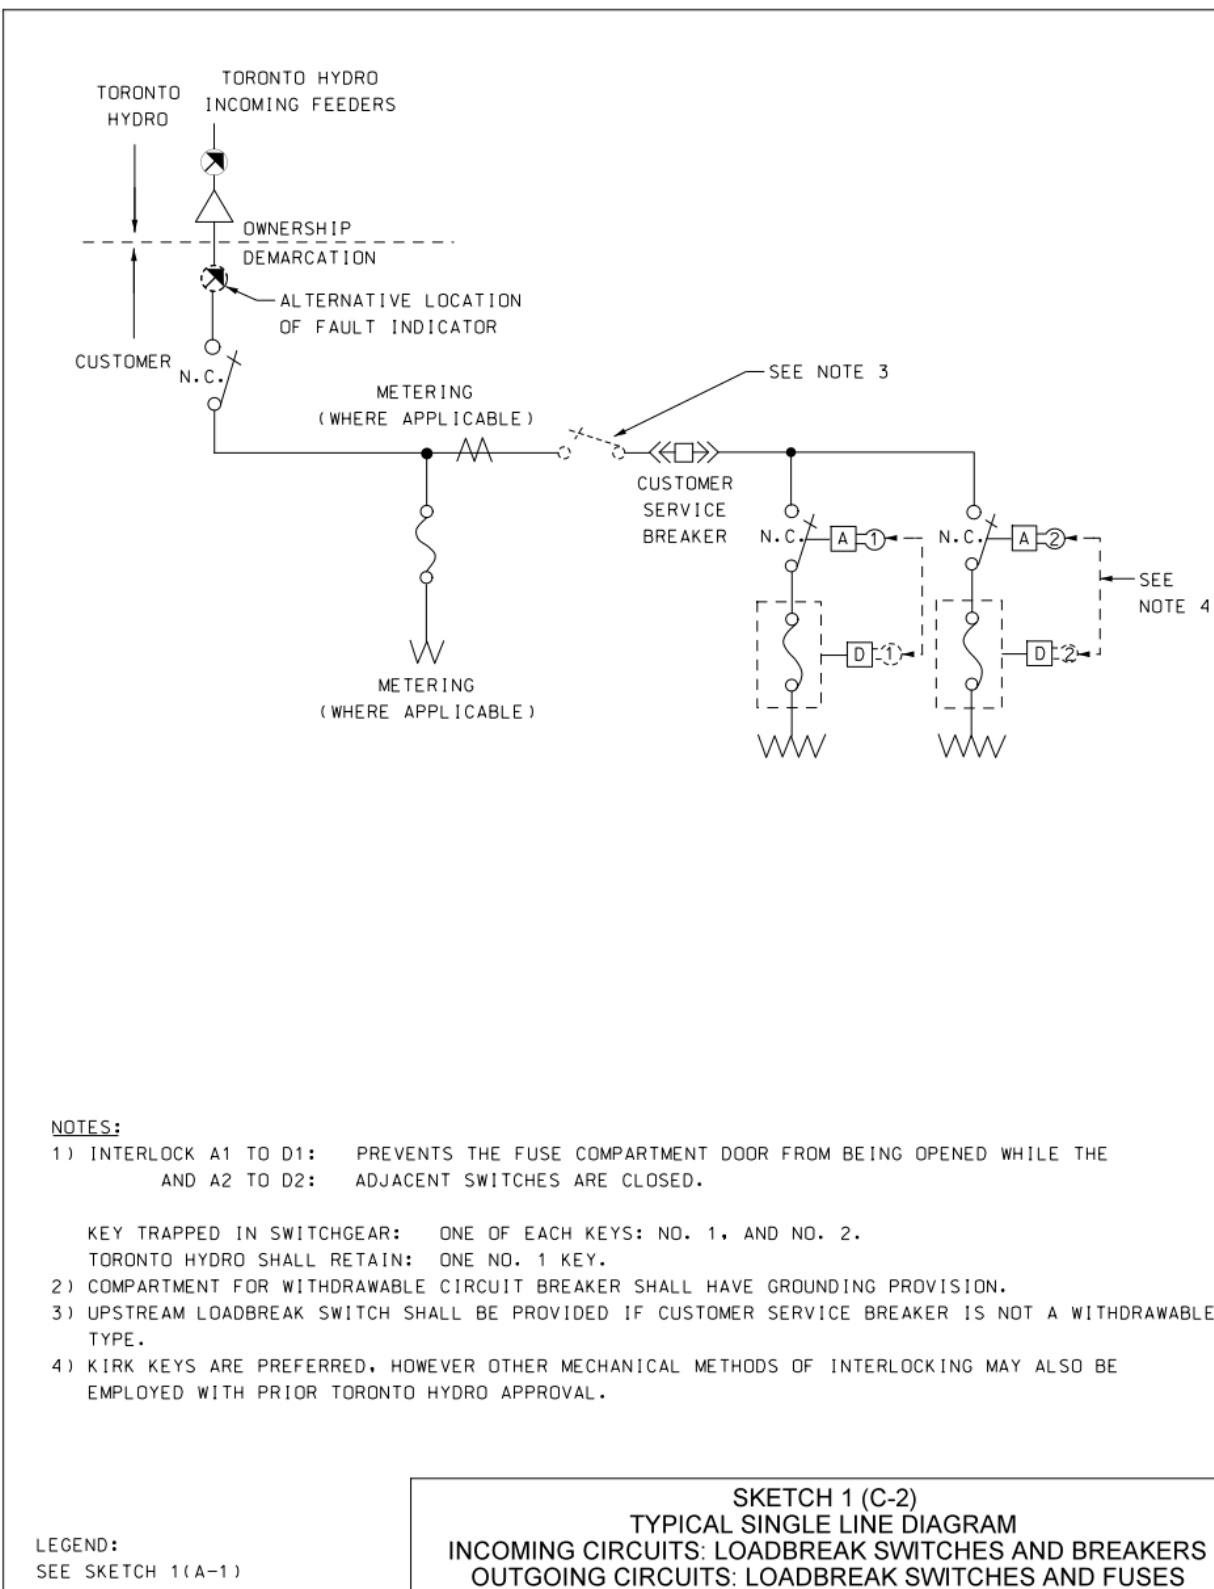 TORONTO HYDRO
INCOMING FEEDERS
TORONTO
HYDRO
OWNERSHIP
DEMARCATION
ALTERNATIVE LOCATION
OF FAULT INDICATOR
CUSTOMER
N.C.
METERING
(WHERE APPLICABLE)
SEE NOTE 3
CUSTOMER
SERVICE
BREAKER
N.C.
A
1
N.C.
A
2
SEE
NOTE 4
D
1
D
2
METERING
(WHERE APPLICABLE)
NOTES:
1) INTERLOCK A1 TO D1: PREVENTS THE FUSE COMPARTMENT DOOR FROM BEING OPENED WHILE THE
AND A2 TO D2: ADJACENT SWITCHES ARE CLOSED.
KEY TRAPPED IN SWITCHGEAR: ONE OF EACH KEYS: NO. 1, AND NO. 2.
TORONTO HYDRO SHALL RETAIN: ONE NO. 1 KEY.
2) COMPARTMENT FOR WITHDRAWABLE CIRCUIT BREAKER SHALL HAVE GROUNDING PROVISION.
3) UPSTREAM LOADBREAK SWITCH SHALL BE PROVIDED IF CUSTOMER SERVICE BREAKER IS NOT A WITHDRAWABLE
TYPE.
4) KIRK KEYS ARE PREFERRED, HOWEVER OTHER MECHANICAL METHODS OF INTERLOCKING MAY ALSO BE
EMPLOYED WITH PRIOR TORONTO HYDRO APPROVAL.
LEGEND:
SEE SKETCH 1(A-1)
SKETCH 1 (C-2)
TYPICAL SINGLE LINE DIAGRAM
INCOMING CIRCUITS: LOADBREAK SWITCHES AND BREAKERS
OUTGOING CIRCUITS: LOADBREAK SWITCHES AND FUSES